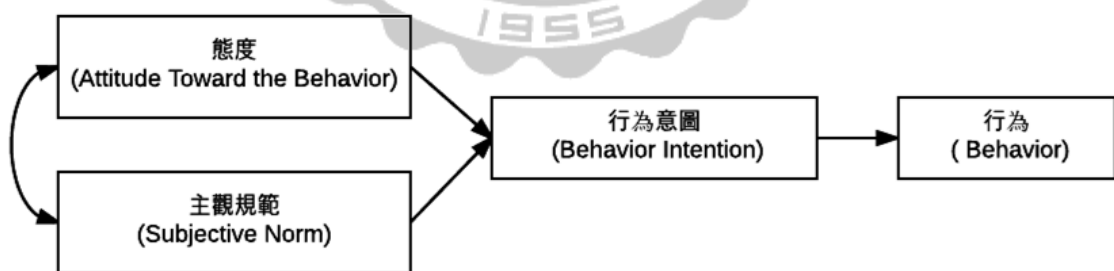 1955
態度
(Attitude Toward the Behavior)
行為意圖
(Behavior Intention)
行為
( Behavior)
主觀規範
(Subjective Norm)